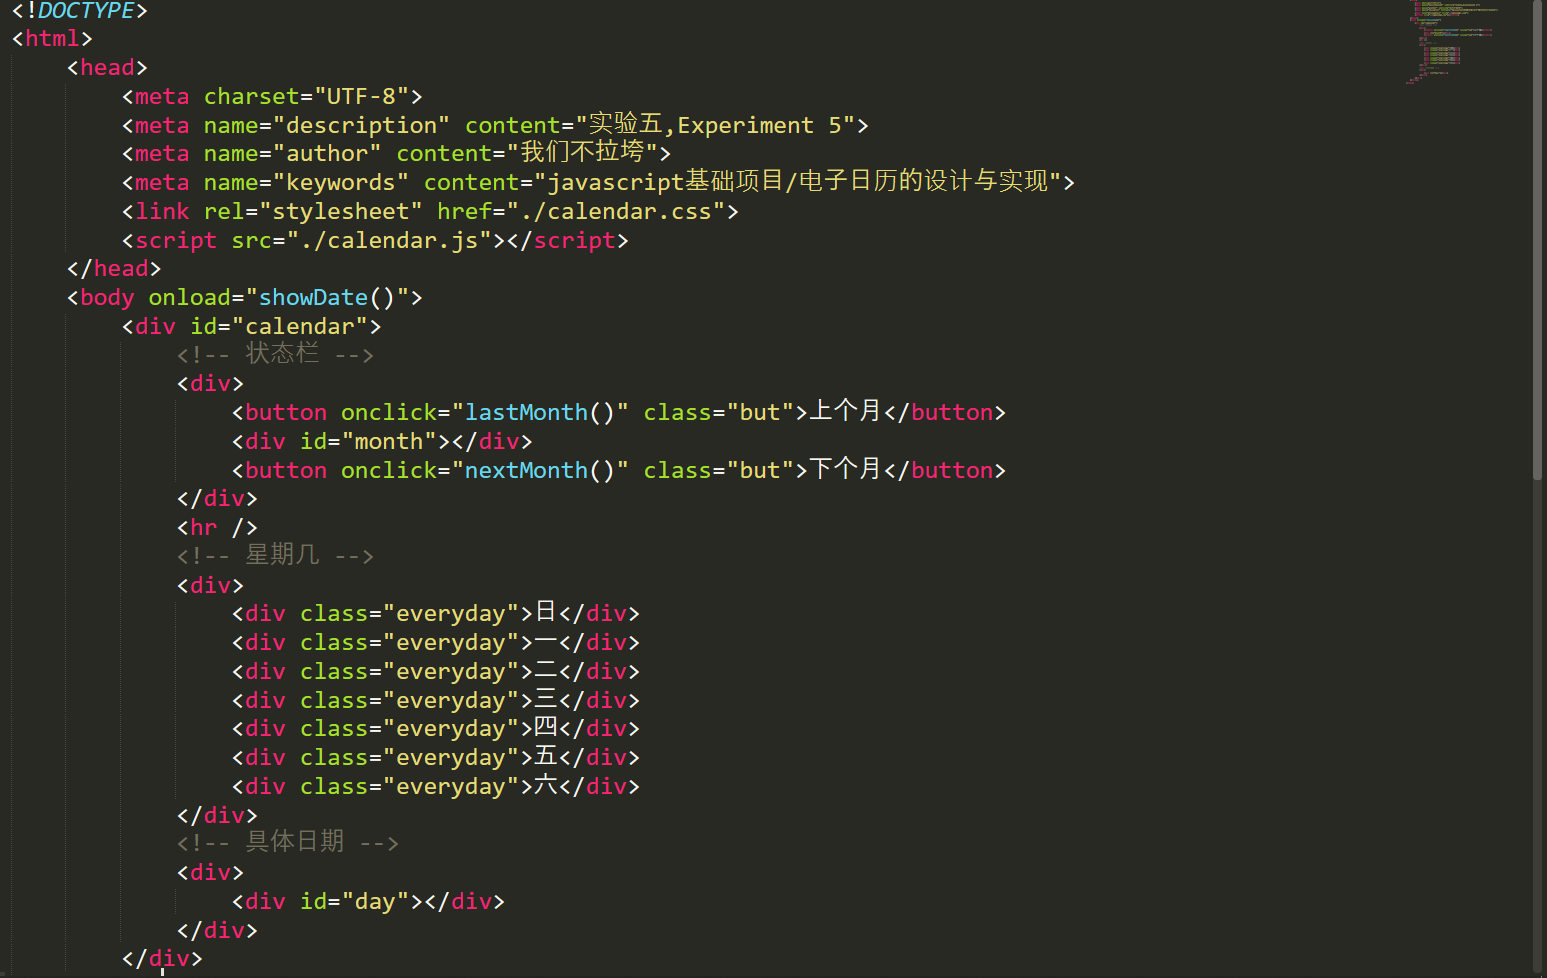 <!DOCTYPE>
<html>
    <head>
        <meta charset="UTF-8">
        <meta name="description" content="实验五,Experiment 5">
        <meta name="author" content="我们不拉垮">
        <meta name="keywords" content="javascript基础项目/电子日历的设计与实现">
        <link rel="stylesheet" href="./calendar.css">
        <script src="./calendar.js"></script>
    </head>
    <body onload="showDate()">
        <div id="calendar">
            <!-- 状态栏 -->
            <div>
                <button onclick="lastMonth()" class="but">上个月</button>
                <div id="month"></div>
                <button onclick="nextMonth()" class="but">下个月</button>
            </div>
            <hr />
            <!-- 星期几 -->
            <div>
                <div class="everyday">日</div>
                <div class="everyday">一</div>
                <div class="everyday">二</div>
                <div class="everyday">三</div>
                <div class="everyday">四</div>
                <div class="everyday">五</div>
                <div class="everyday">六</div>
            </div>
            <!-- 具体日期 -->
            <div>
                <div id="day"></div>
            </div>
        </div>